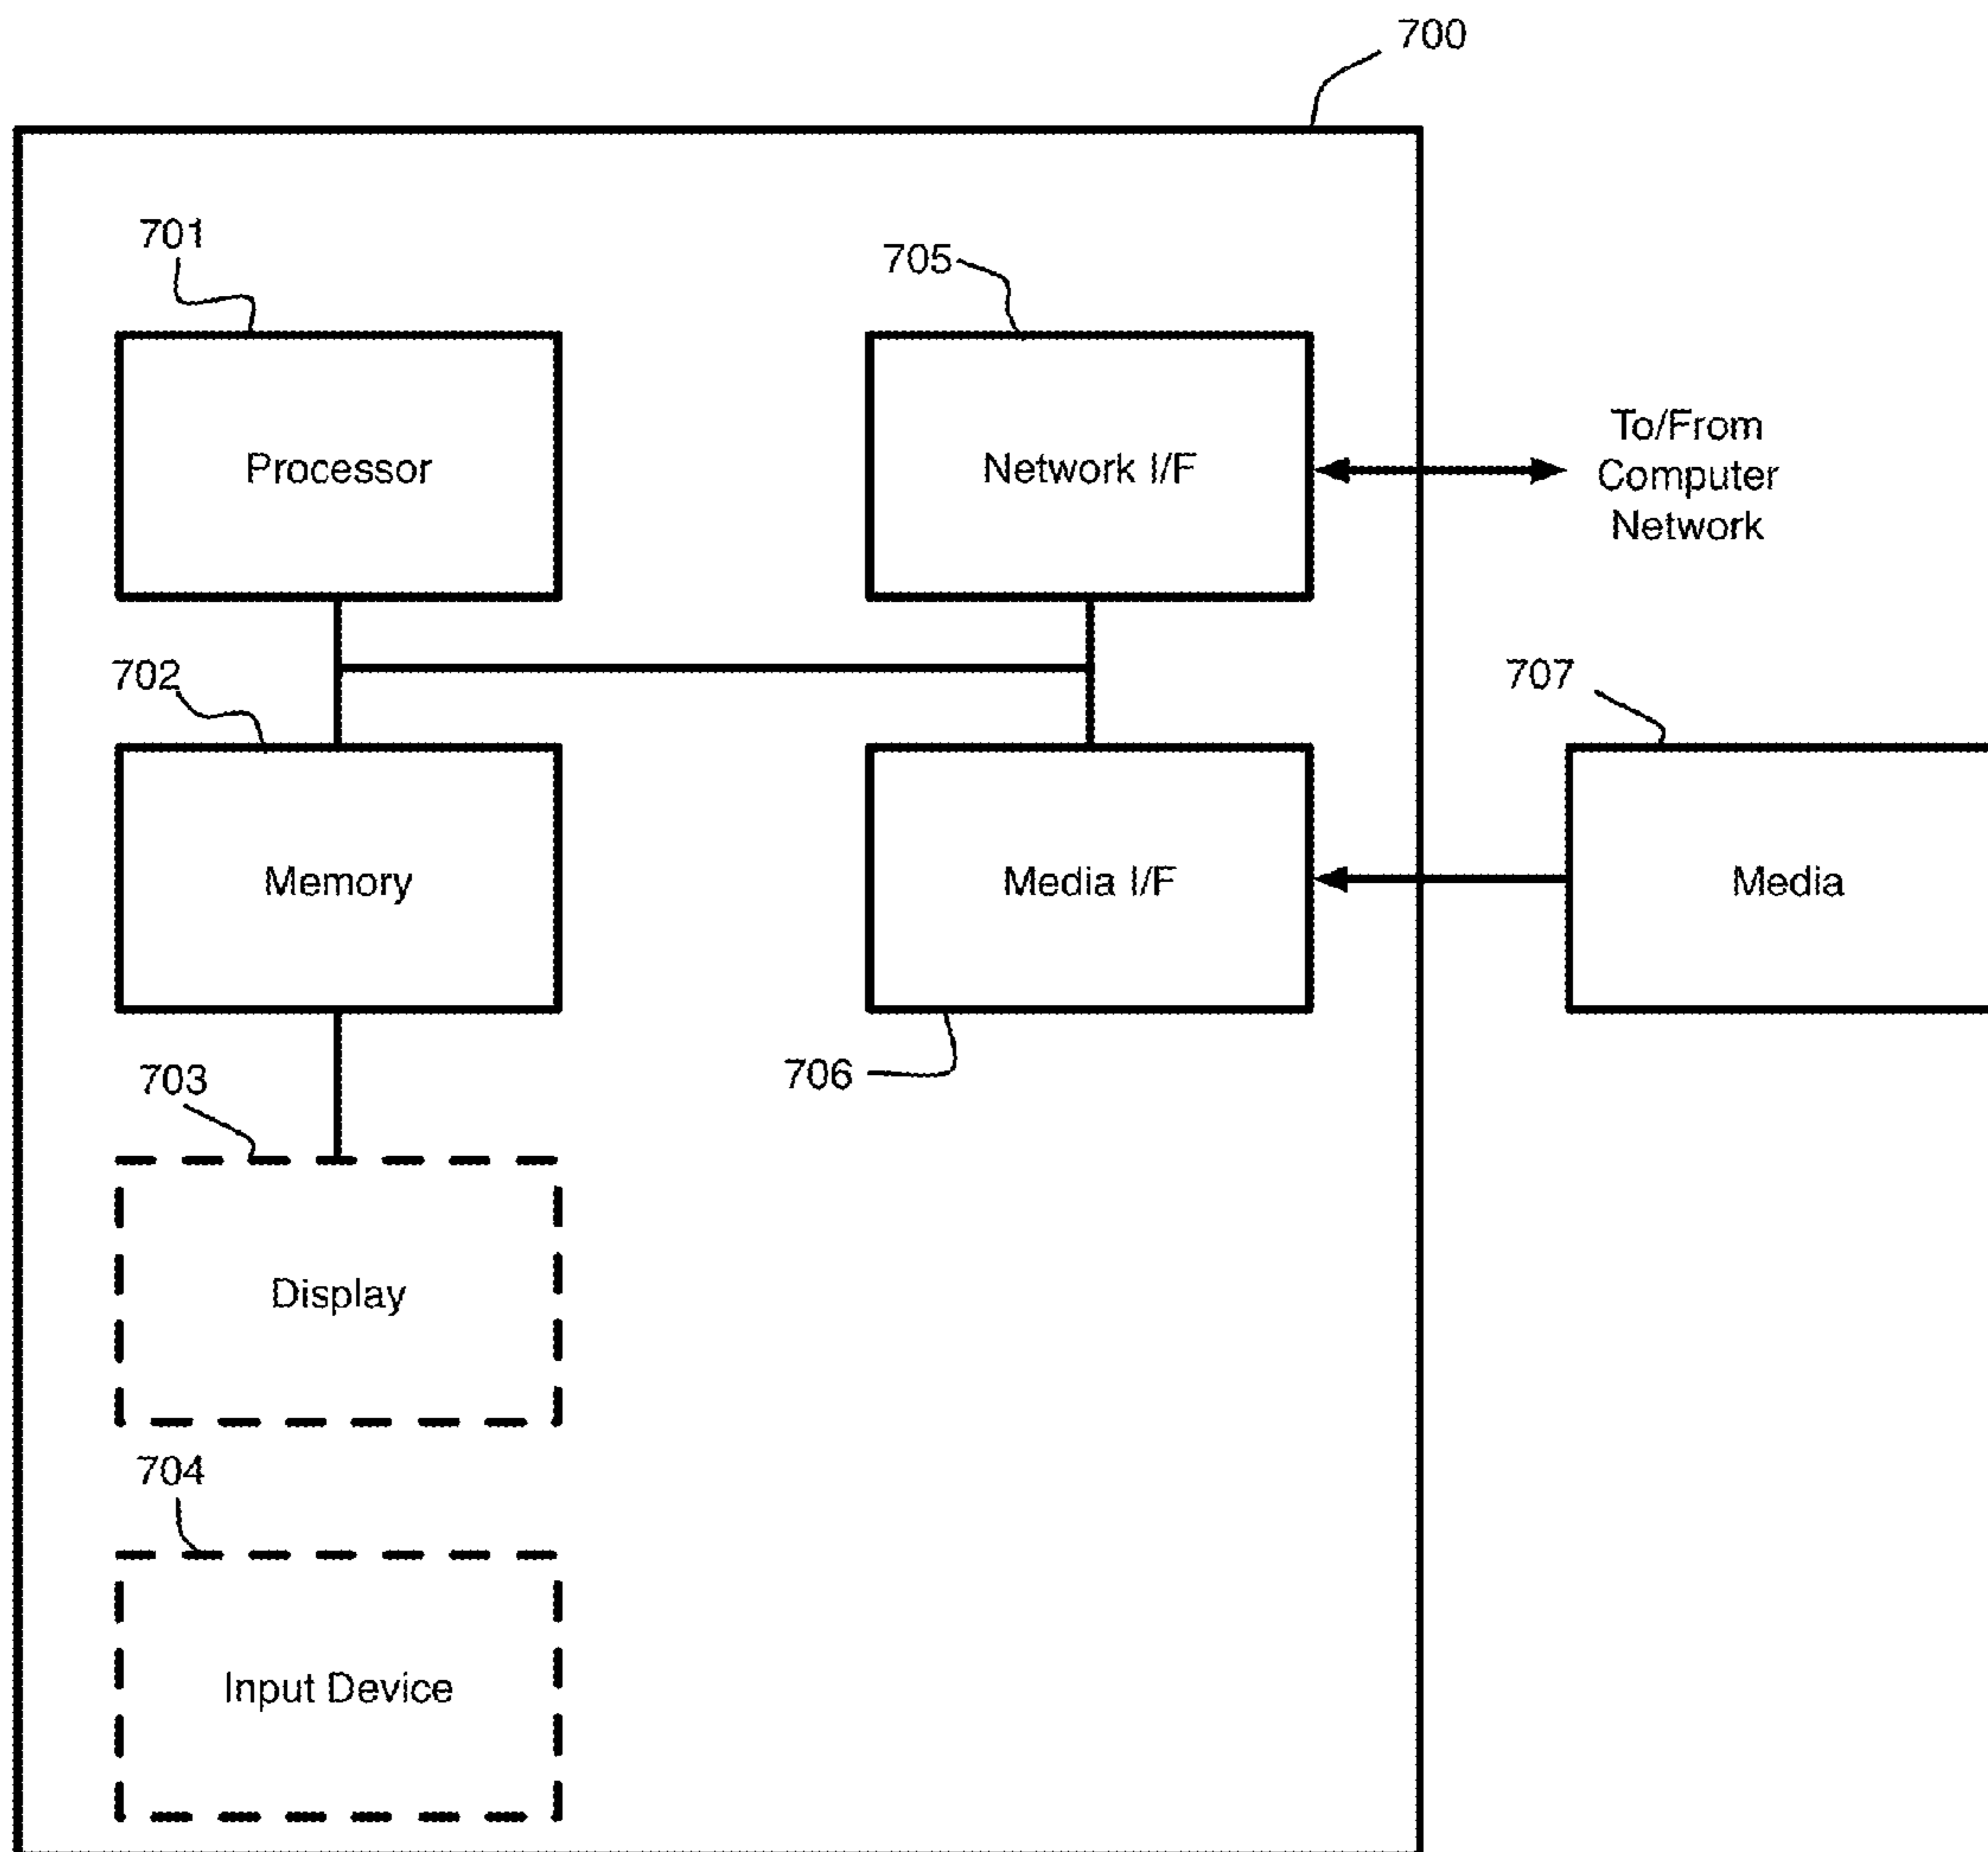 700
701
705
Processor
Network I/F
To/From
Computer
Network
702
707
Memory
Media I/F
Media
703
706
Display
704
Input Device